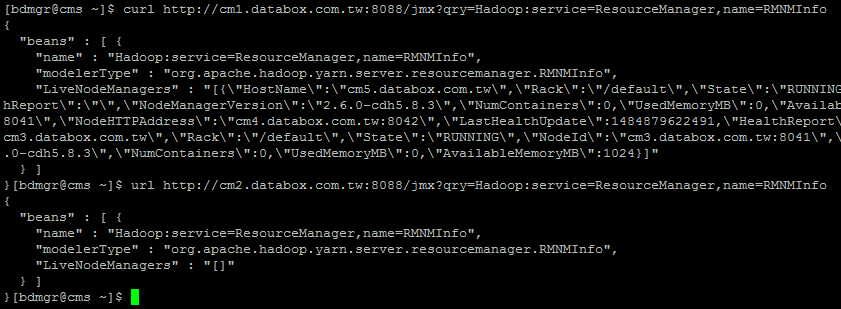 [bdmgr@cms ~]$ curl http://cm1.databox.com.tw:8088/jmx?qry=Hadoop:service=ResourceManager,name=RMNMInfo
{
  "beans" : [ {
    "name" : "Hadoop:service=ResourceManager,name=RMNMInfo",
    "modelerType" : "org.apache.hadoop.yarn.server.resourcemanager.RMNMInfo",
    "LiveNodeManagers" : "[{\"HostName\":\"cm5.databox.com.tw\",\"Rack\":\"/default\",\"State\":\"RUNNING
hReport\":\"\",\"NodeManagerVersion\":\"2.6.0-cdh5.8.3\",\"NumContainers\":0,\"UsedMemoryMB\":0,\"Availab
8041\",\"NodeHTTPAddress\":\"cm4.databox.com.tw:8042\",\"LastHealthUpdate\":1484879622491,\"HealthReport\
cm3.databox.com.tw\",\"Rack\":\"/default\",\"State\":\"RUNNING\",\"NodeId\":\"cm3.databox.com.tw:8041\",\
.0-cdh5.8.3\",\"NumContainers\":0,\"UsedMemoryMB\":0,\"AvailableMemoryMB\":1024}]"
  } ]
}[bdmgr@cms ~]$ url http://cm2.databox.com.tw:8088/jmx?qry=Hadoop:service=ResourceManager,name=RMNMInfo
{
  "beans" : [ {
    "name" : "Hadoop:service=ResourceManager,name=RMNMInfo",
    "modelerType" : "org.apache.hadoop.yarn.server.resourcemanager.RMNMInfo",
    "LiveNodeManagers" : "[]"
  } ]
}[bdmgr@cms ~]$